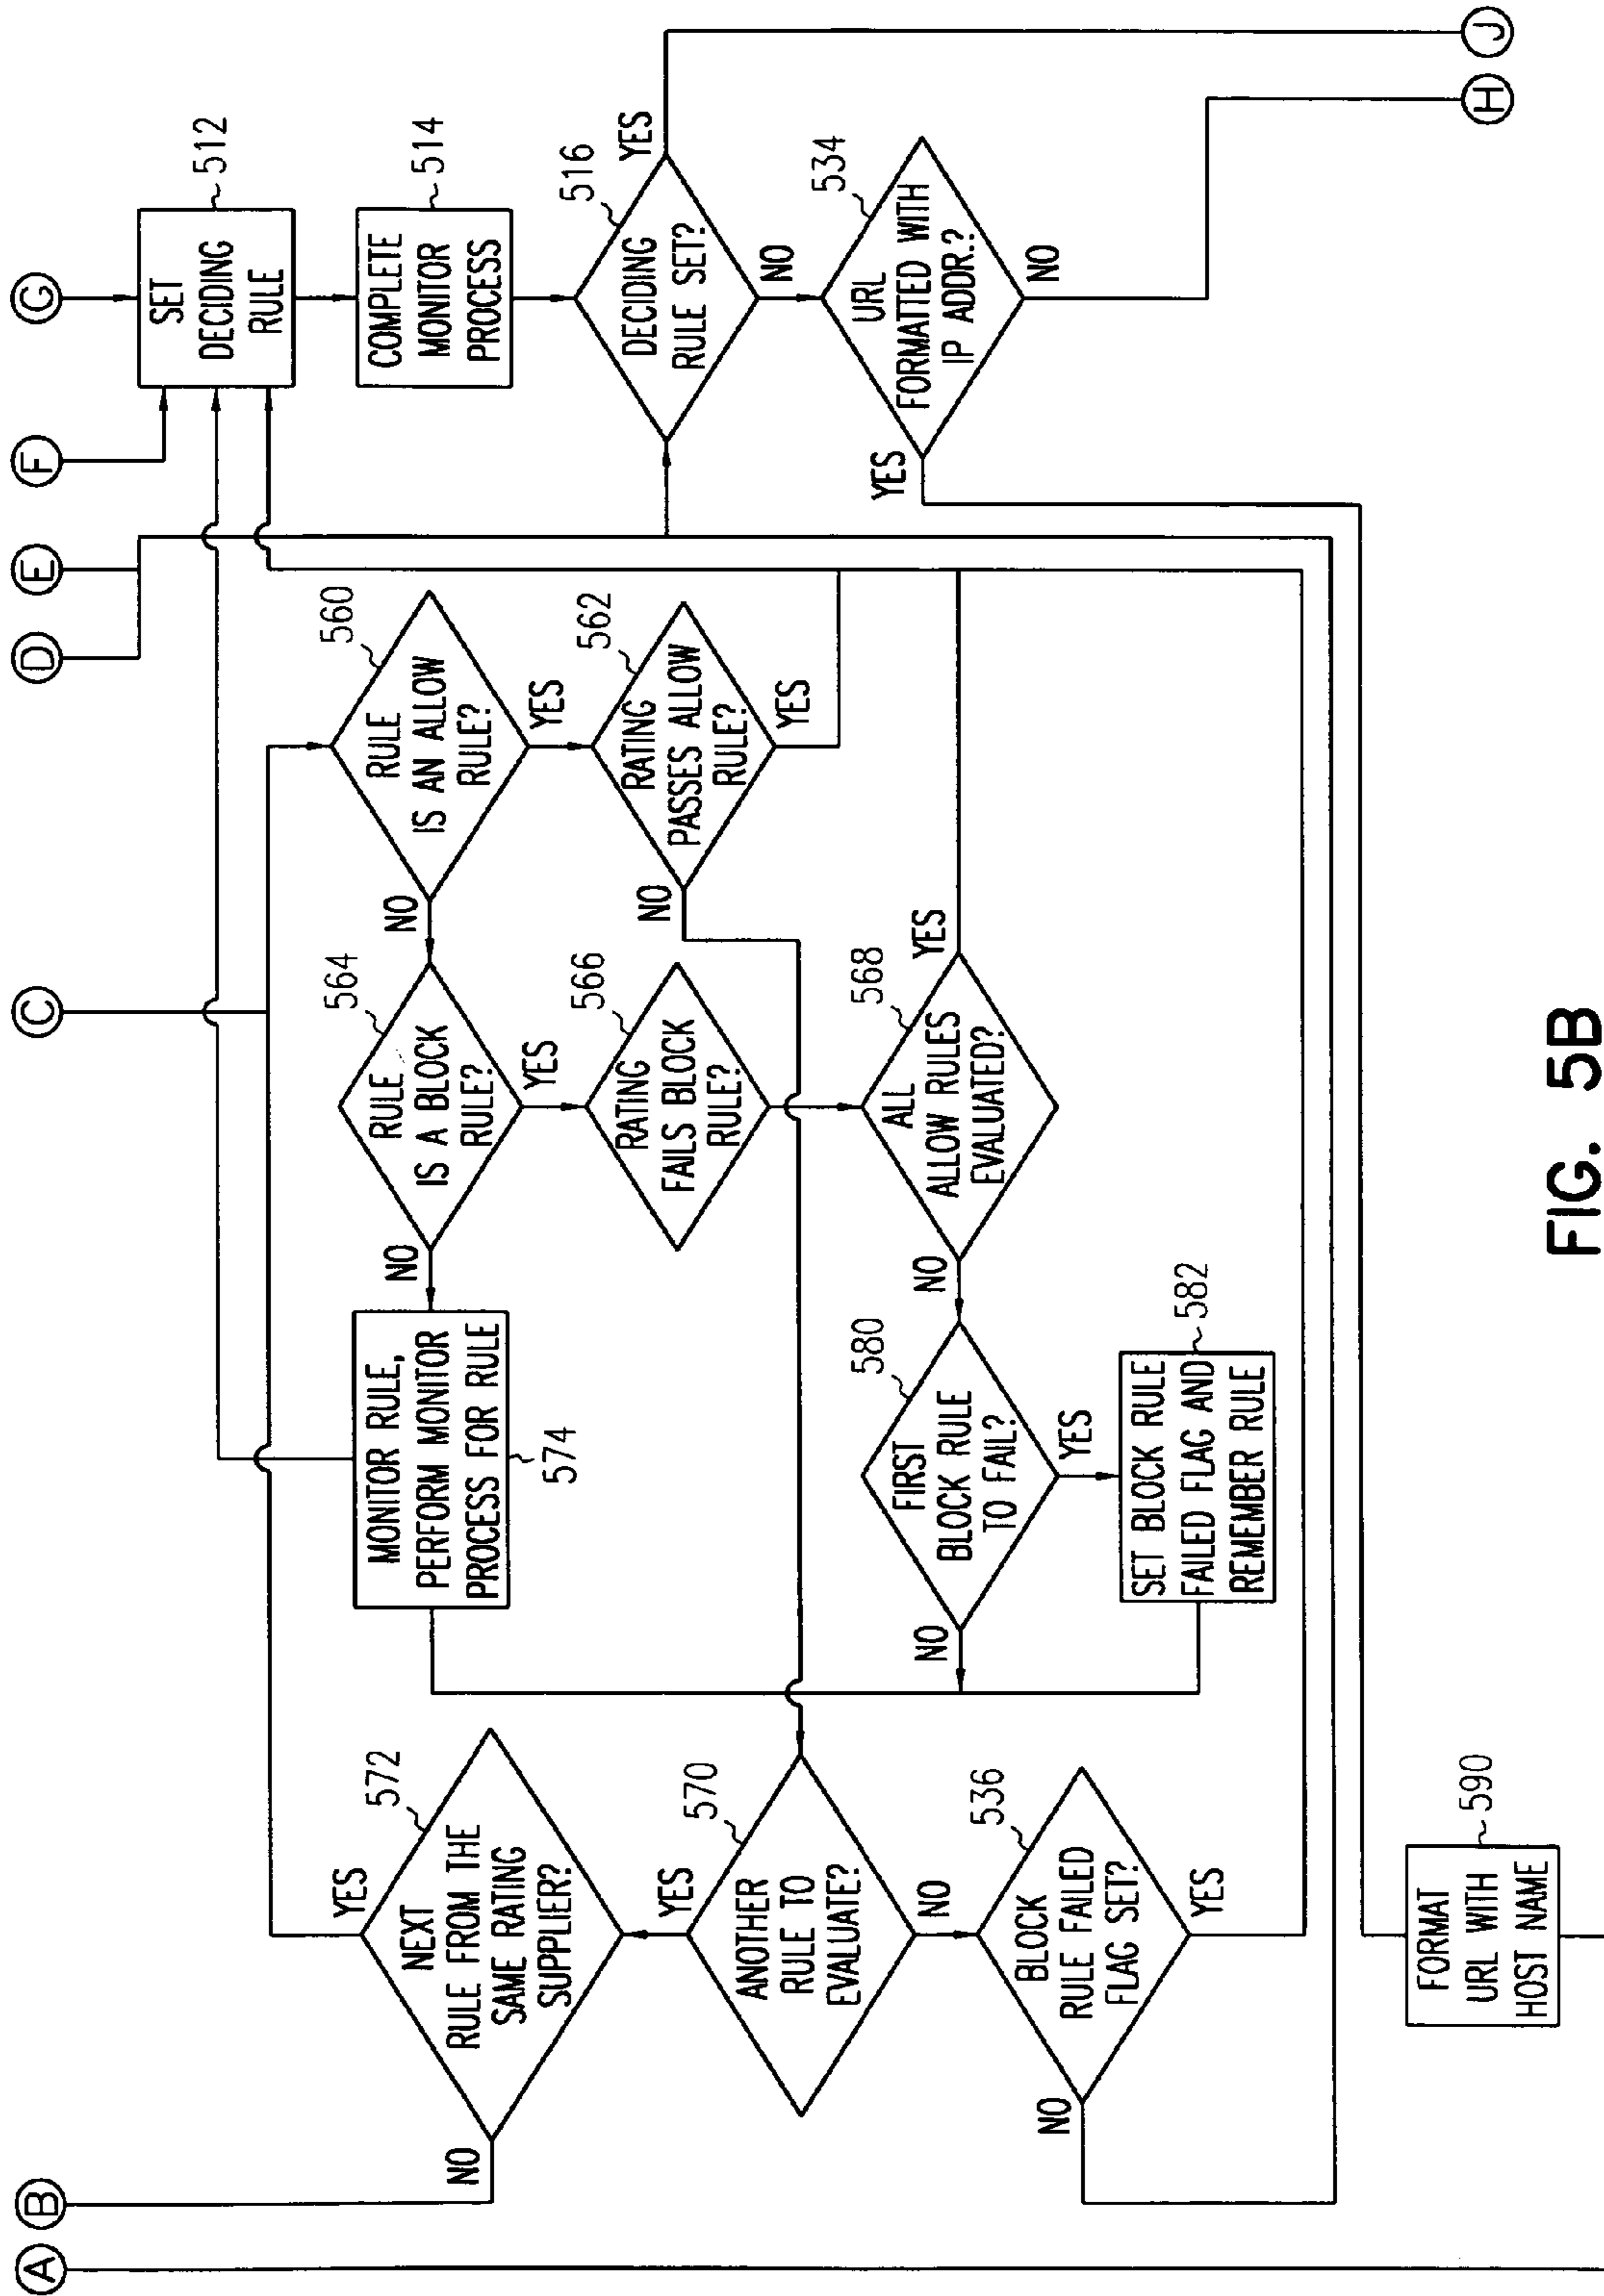 A
B
C
D
E
F
G
SET
DECIDING
RULE
512
COMPLETE
MONITOR
PROCESS
514
DECIDING
RULE SET?
516
YES
NO
URL
FORMATTED WITH
IP ADDR.?
534
YES
NO
H
J
RULE
IS AN ALLOW
RULE?
560
NO
YES
RATING
PASSES ALLOW
RULE?
562
NO
YES
RULE
IS A BLOCK
RULE?
564
NO
YES
RATING
FAILS BLOCK
RULE?
566
ALL
ALLOW RULES
EVALUATED?
568
YES
NO
MONITOR RULE,
PERFORM MONITOR
PROCESS FOR RULE
574
FIRST
BLOCK RULE
TO FAIL?
580
NO
YES
SET BLOCK RULE
FAILED FLAG AND
REMEMBER RULE
582
NEXT
RULE FROM THE
SAME RATING
SUPPLIER?
572
YES
NO
ANOTHER
RULE TO
EVALUATE?
570
YES
NO
BLOCK
RULE FAILED
FLAG SET?
536
NO
YES
FORMAT
URL WITH
HOST NAME
590
FIG. 5B